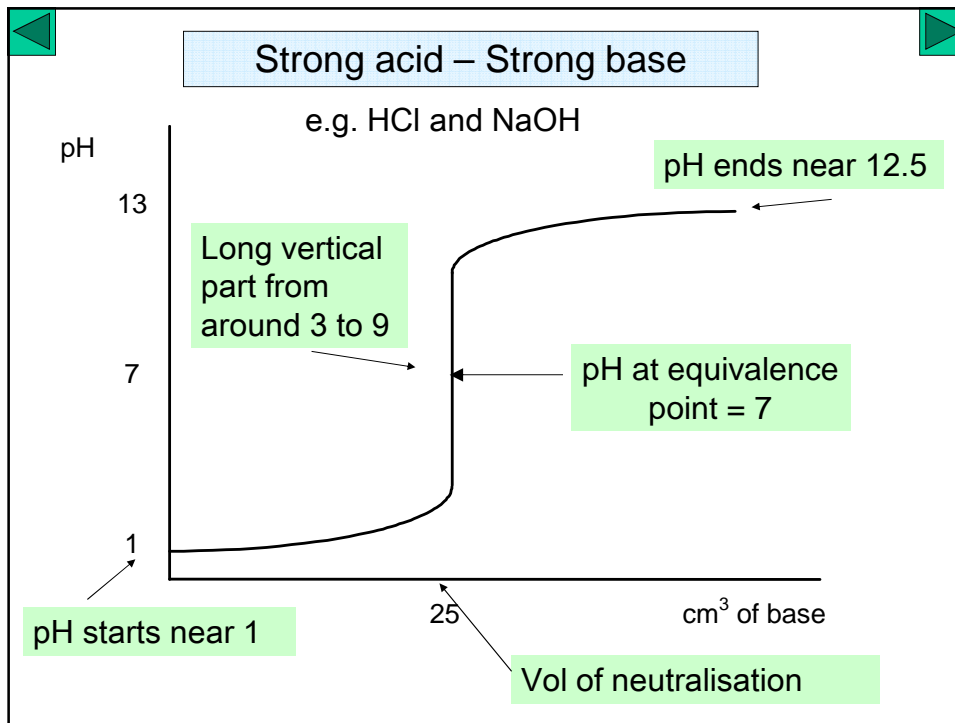 Strong acid – Strong base
e.g. HCl and NaOH
pH
pH ends near 12.5
13
Long vertical
part from
around 3 to 9
7
pH at equivalence
point = 7
1
pH starts near 1
25
cm³ of base
Vol of neutralisation